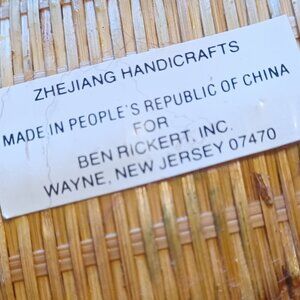 ZHEJIANG HANDICRAFTS
MADE IN PEOPLE'S REPUBLIC OF CHINA
FOR
BEN RICKERT, INC.
WAYNE, NEW JERSEY 07470